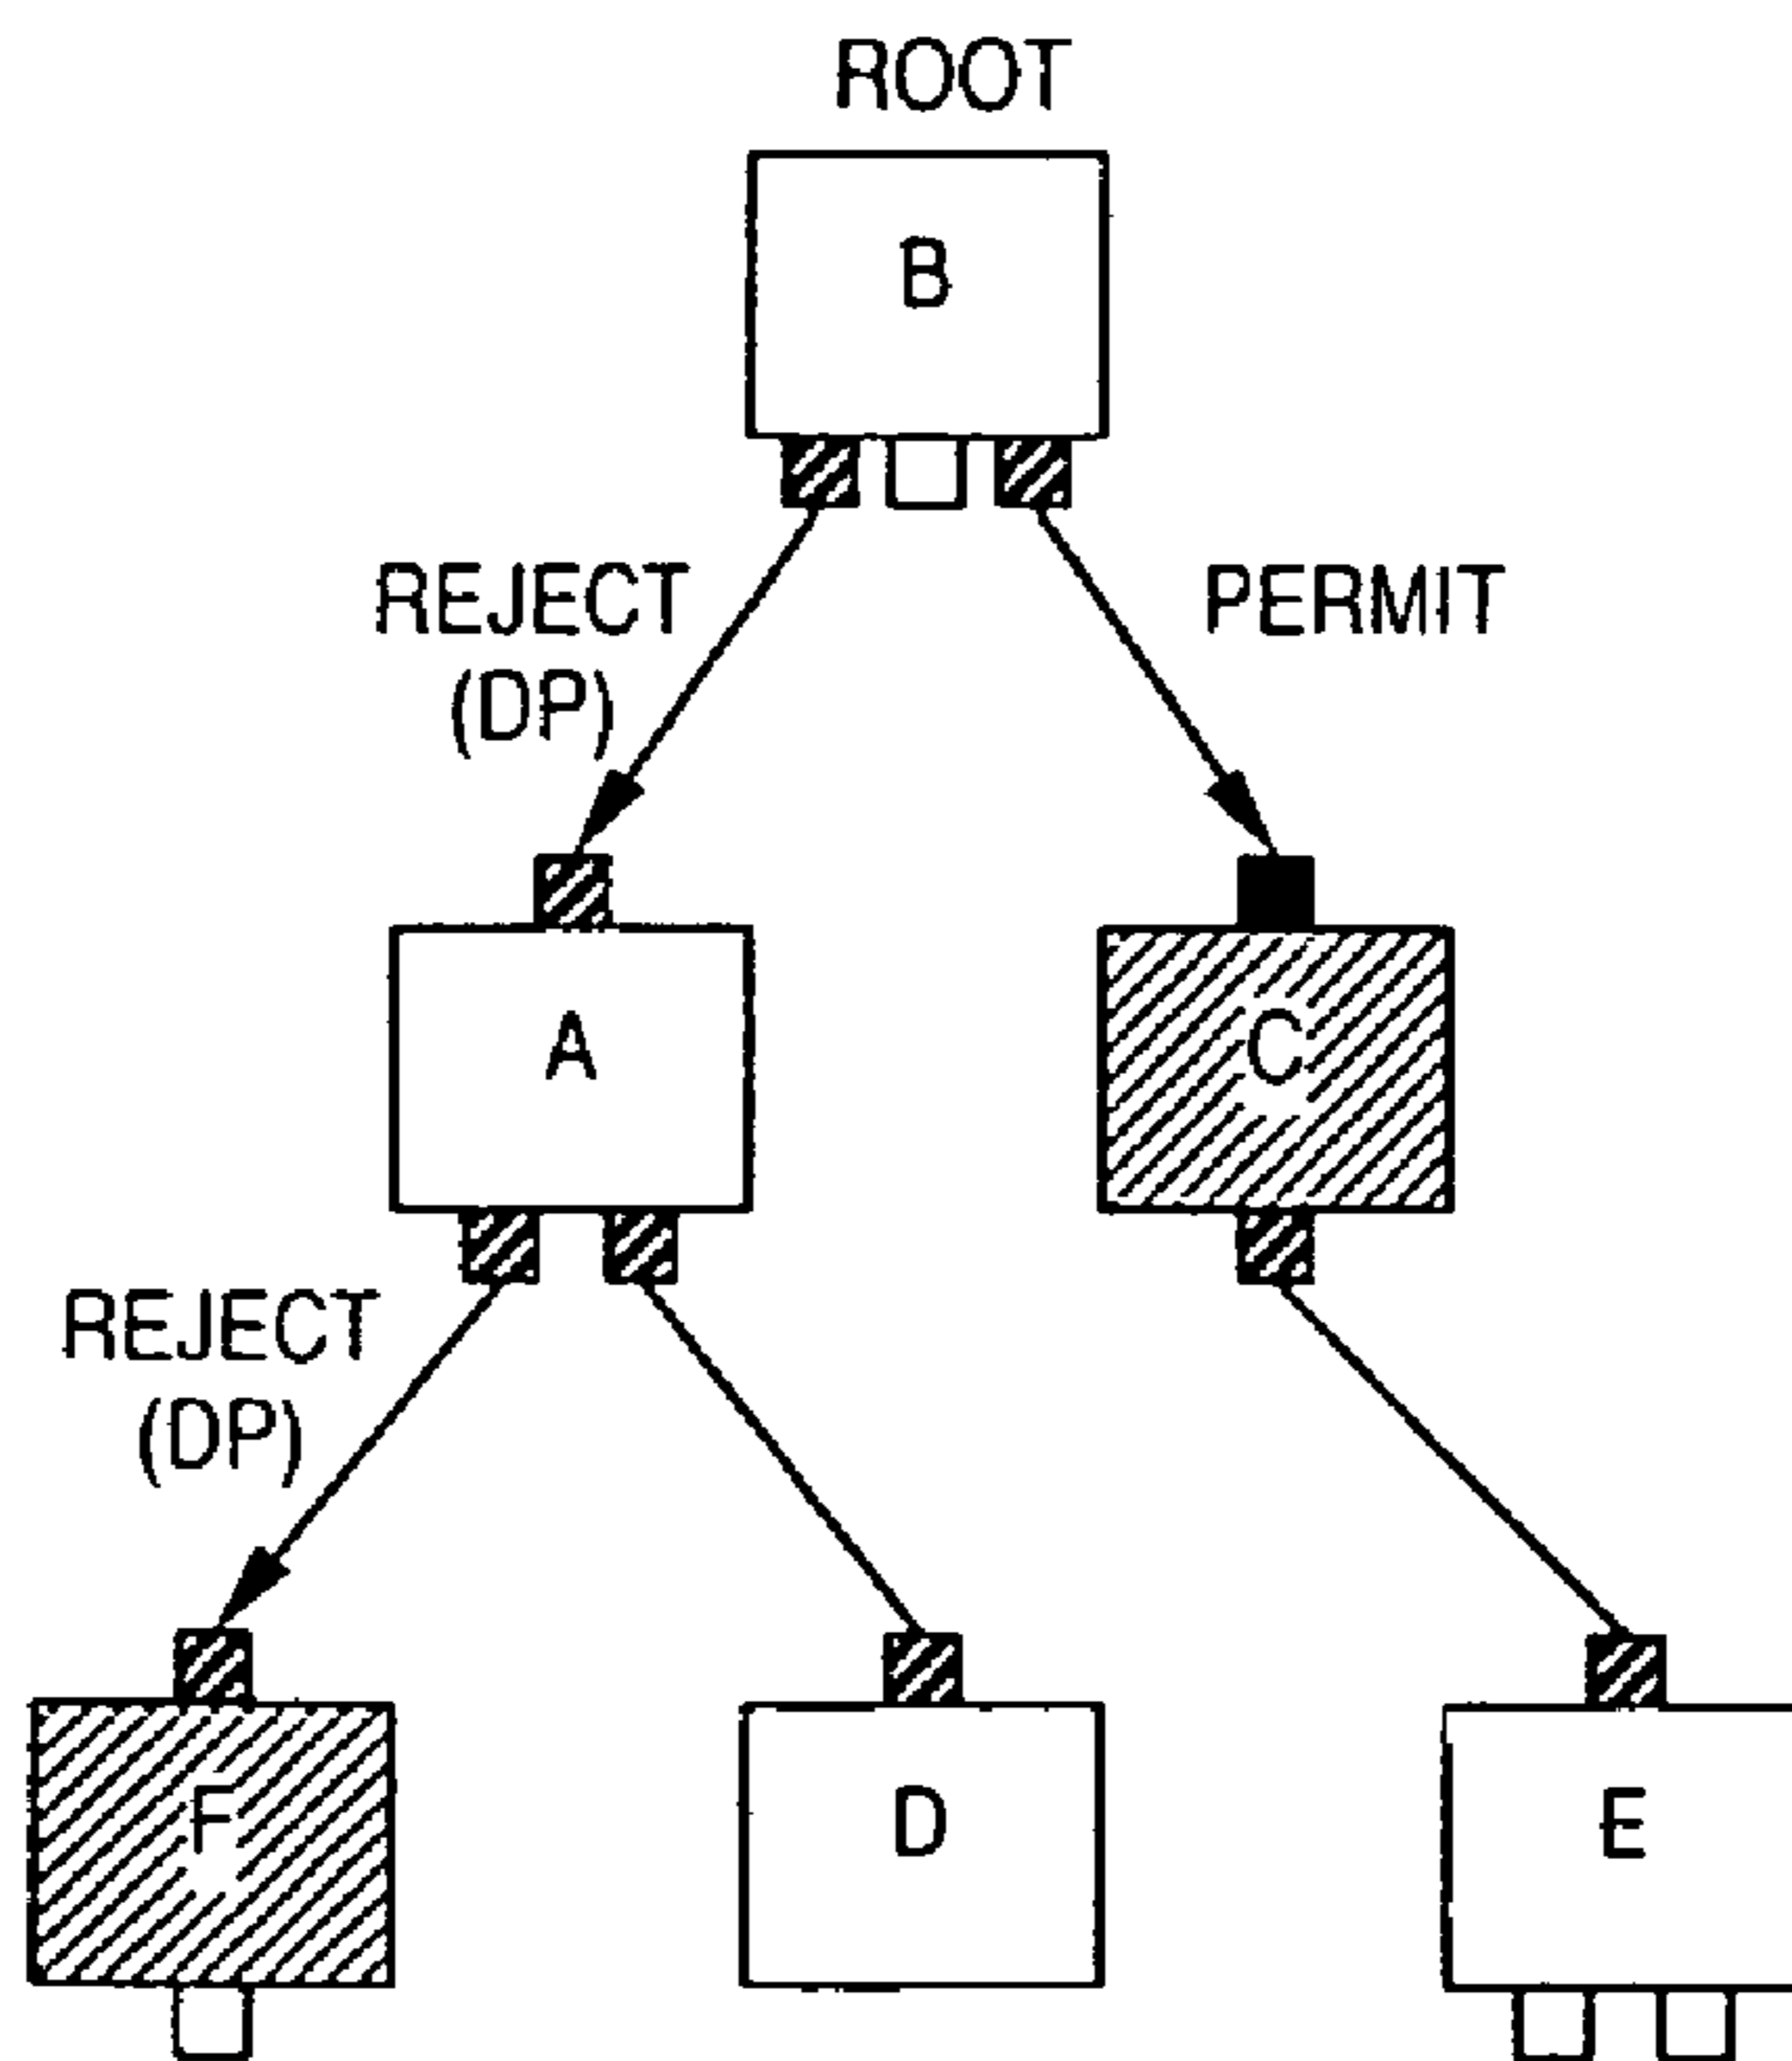 ROOT
B
REJECT
(DP)
PERMIT
A
C
REJECT
(DP)
F
D
E